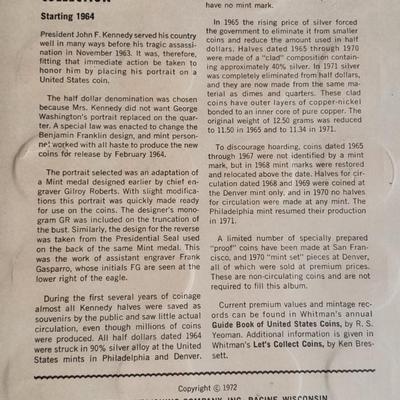 COLLECTION
Starting 1964
President John F. Kennedy served his country
well in many ways before his tragic assassi-
nation in November 1963. It was, therefore,
fitting that immediate action be taken to
honor him by placing his portrait on a
United States coin.
The half dollar denomination was chosen
because Mrs. Kennedy did not want George
Washington's portrait replaced on the quar-
ter. A special law was enacted to change the
Benjamin Franklin design, and mint person-
nel worked with all haste to produce the new
coins for release by February 1964.
The portrait selected was an adaptation of
a Mint medal designed earlier by chief en-
graver Gilroy Roberts. With slight modifica-
tions this portrait was quickly made ready
for use on the coins. The designer's mono-
gram GR was included on the truncation of
the bust. Similarly, the design for the reverse
was taken from the Presidential Seal used
on the back of the same Mint medal. This
was the work of assistant engraver Frank
Gasparro, whose initials FG are seen at the
lower right of the eagle.
During the first several years of coinage
almost all Kennedy halves were saved as
souvenirs by the public and saw little actual
circulation, even though millions of coins
were produced. All half dollars dated 1964
were struck in 90% silver alloy at the United
States mints in Philadelphia and Denver.
have no mint mark.
In 1965 the rising price of silver forced
the government to eliminate it from smaller
coins and reduce the amount used in half
dollars. Halves dated 1965 through 1970
were made of a "clad" composition contain-
ing approximately 40% silver. In 1971 silver
was completely eliminated from half dollars,
and they are now made from the same ma-
terial as dimes and quarters. These clad
coins have outer layers of copper-nickel
bonded to an inner core of pure copper. The
original weight of 12.50 grams was reduced
to 11.50 in 1965 and to 11.34 in 1971.
To discourage hoarding, coins dated 1965
through 1967 were not identified by a mint
mark, but in 1968 mint marks were restored
and relocated above the date. Halves for cir-
culation dated 1968 and 1969 were coined at
the Denver mint only, and in 1970 no halves
for circulation were made at any mint. The
Philadelphia mint resumed their production
in 1971.
A limited number of specially prepared
"proof" coins have been made at San Fran-
cisco, and 1970 "mint set" pieces at Denver,
all of which were sold at premium prices.
These are non-circulating coins and are not
required to fill this album.
Current premium values and mintage rec-
ords can be found in Whitman's annual
Guide Book of United States Coins, by R. S.
Yeoman. Additional information is given in
Whitman's Let's Collect Coins, by Ken Bres-
sett.
Copyright © 1972
COMPANY, INC. RACINE, WISCONSIN